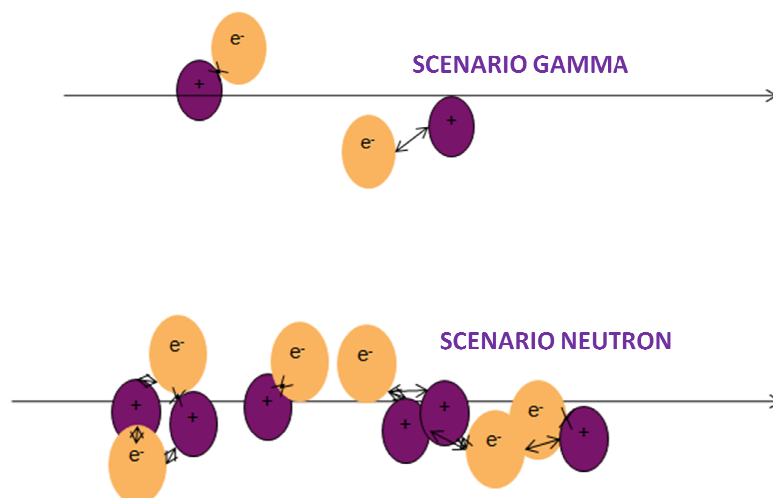 e-
SCENARIO GAMMA
+
+
e-
SCENARIO NEUTRON
e-
e-
e-
+
+
+
+
+
e-
e-
+
e-